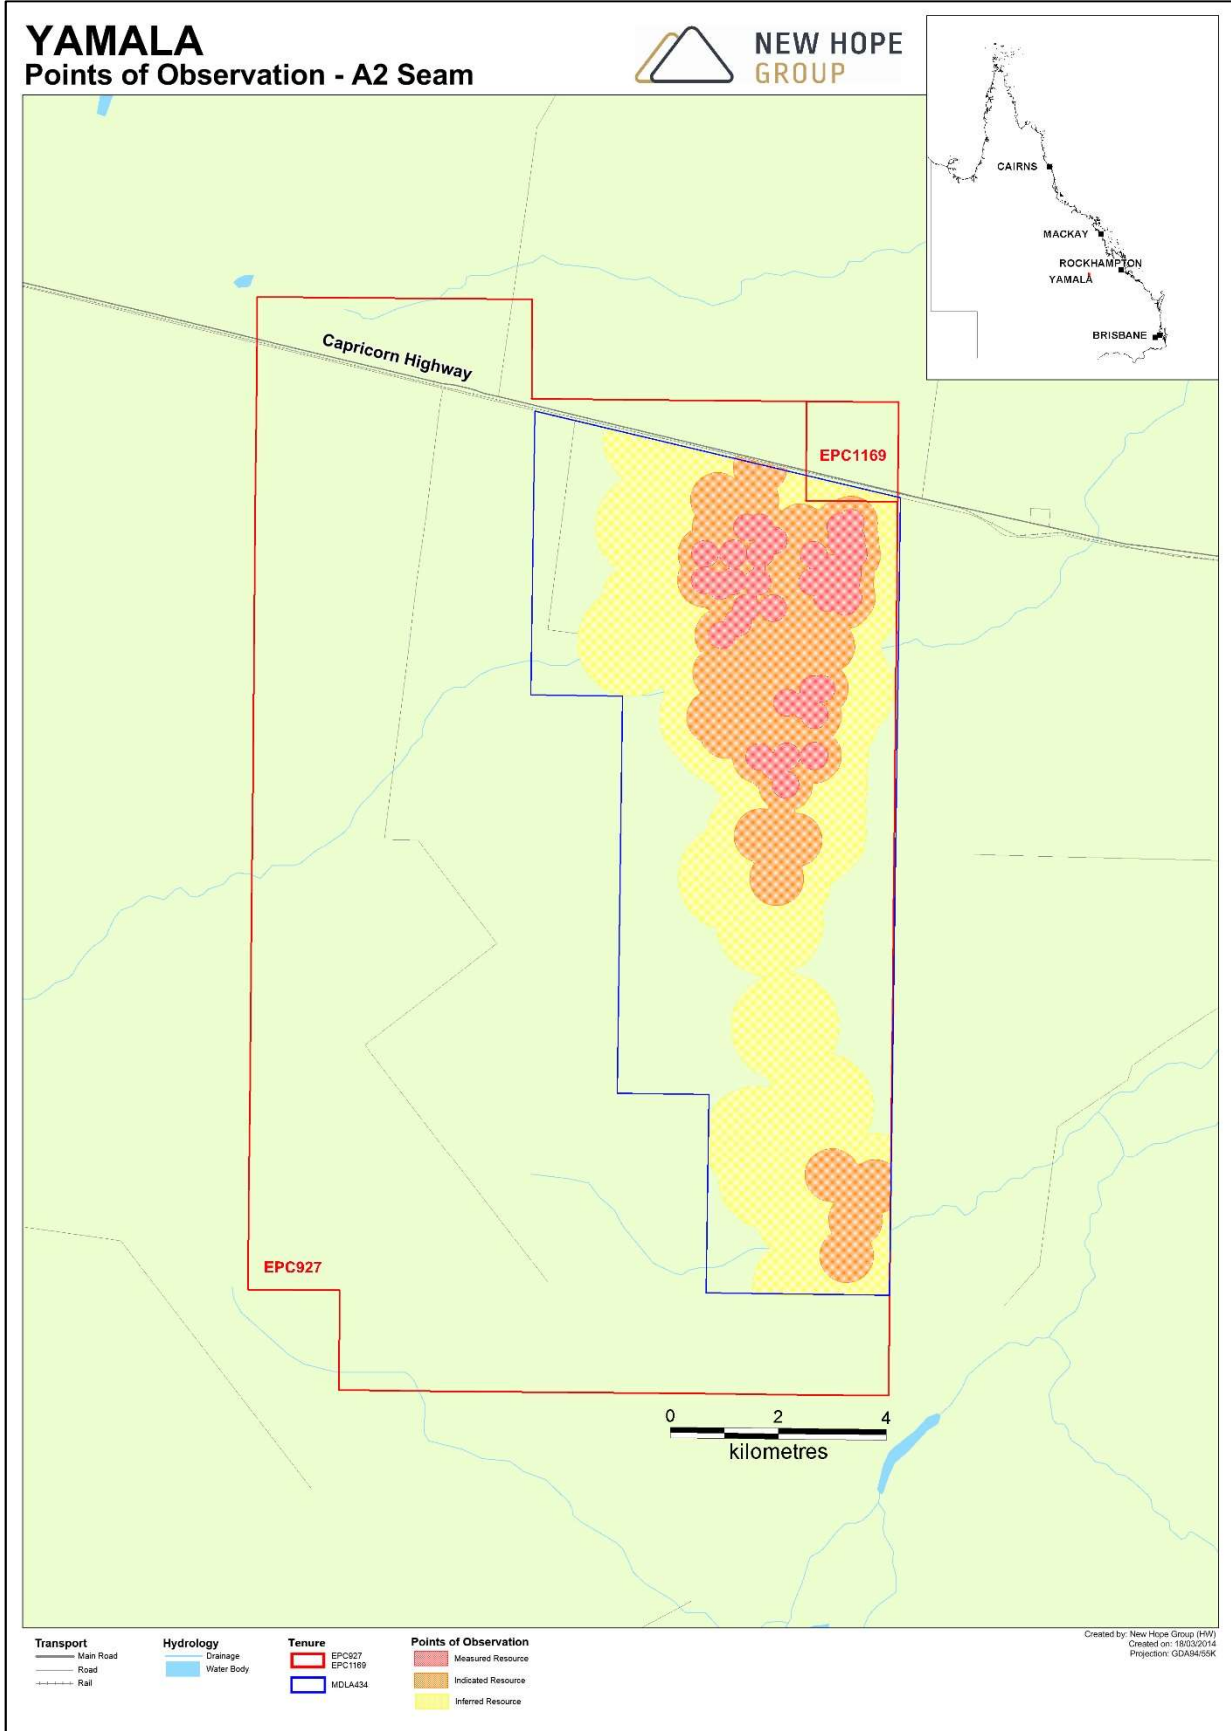 YAMALA
Points of Observation - A2 Seam
NEW HOPE
GROUP
CAIRNS
MACKAY
ROCKHAMPTON
YAMALA
BRISBANE
Capricorn Highway
EPC1169
EPC927
0 2 4
kilometres
Transport
Main Road
Road
Rail
Hydrology
Drainage
Water Body
Tenure
EPC927
EPC1169
MDLA434
Points of Observation
Measured Resource
Indicated Resource
Inferred Resource
Created by: New Hope Group (HW)
Created on: 18/03/2014
Projection: GDA94/55K